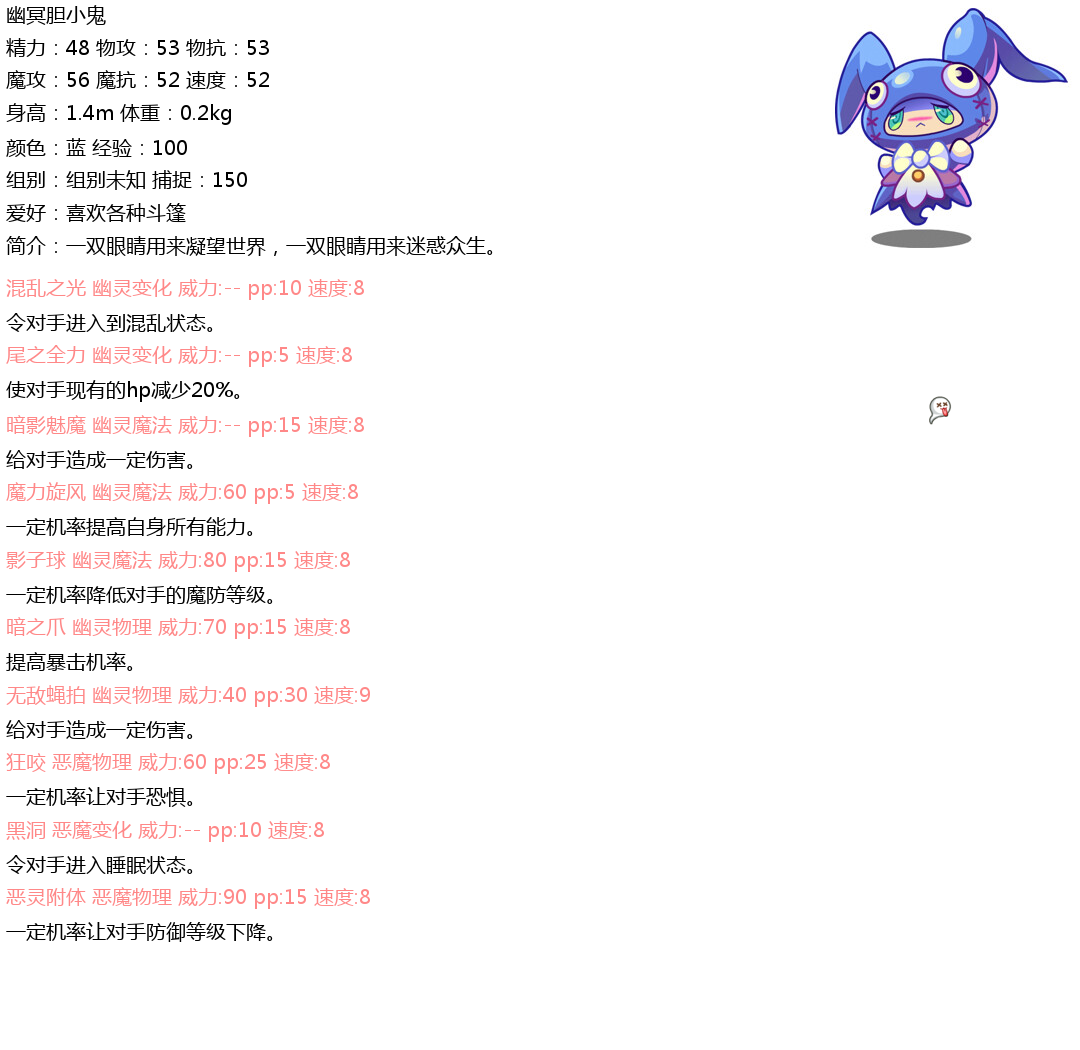 幽冥胆小鬼
精力：48 物攻：53 物抗：53
魔攻：56 魔抗：52 速度：52
身高：1.4m 体重：0.2kg
颜色：蓝 经验：100
组别：组别未知 捕捉：150
爱好：喜欢各种斗篷
简介：一双眼睛用来凝望世界，一双眼睛用来迷惑众生。
混乱之光 幽灵变化 威力:-- pp:10 速度:8
令对手进入到混乱状态。
尾之全力 幽灵变化 威力:-- pp:5 速度:8
使对手现有的hp减少20%。
暗影魅魔 幽灵魔法 威力:-- pp:15 速度:8
给对手造成一定伤害。
魔力旋风 幽灵魔法 威力:60 pp:5 速度:8
一定机率提高自身所有能力。
影子球 幽灵魔法 威力:80 pp:15 速度:8
一定机率降低对手的魔防等级。
暗之爪 幽灵物理 威力:70 pp:15 速度:8
提高暴击机率。
无敌蝇拍 幽灵物理 威力:40 pp:30 速度:9
给对手造成一定伤害。
狂咬 恶魔物理 威力:60 pp:25 速度:8
一定机率让对手恐惧。
黑洞 恶魔变化 威力:-- pp:10 速度:8
令对手进入睡眠状态。
恶灵附体 恶魔物理 威力:90 pp:15 速度:8
一定机率让对手防御等级下降。